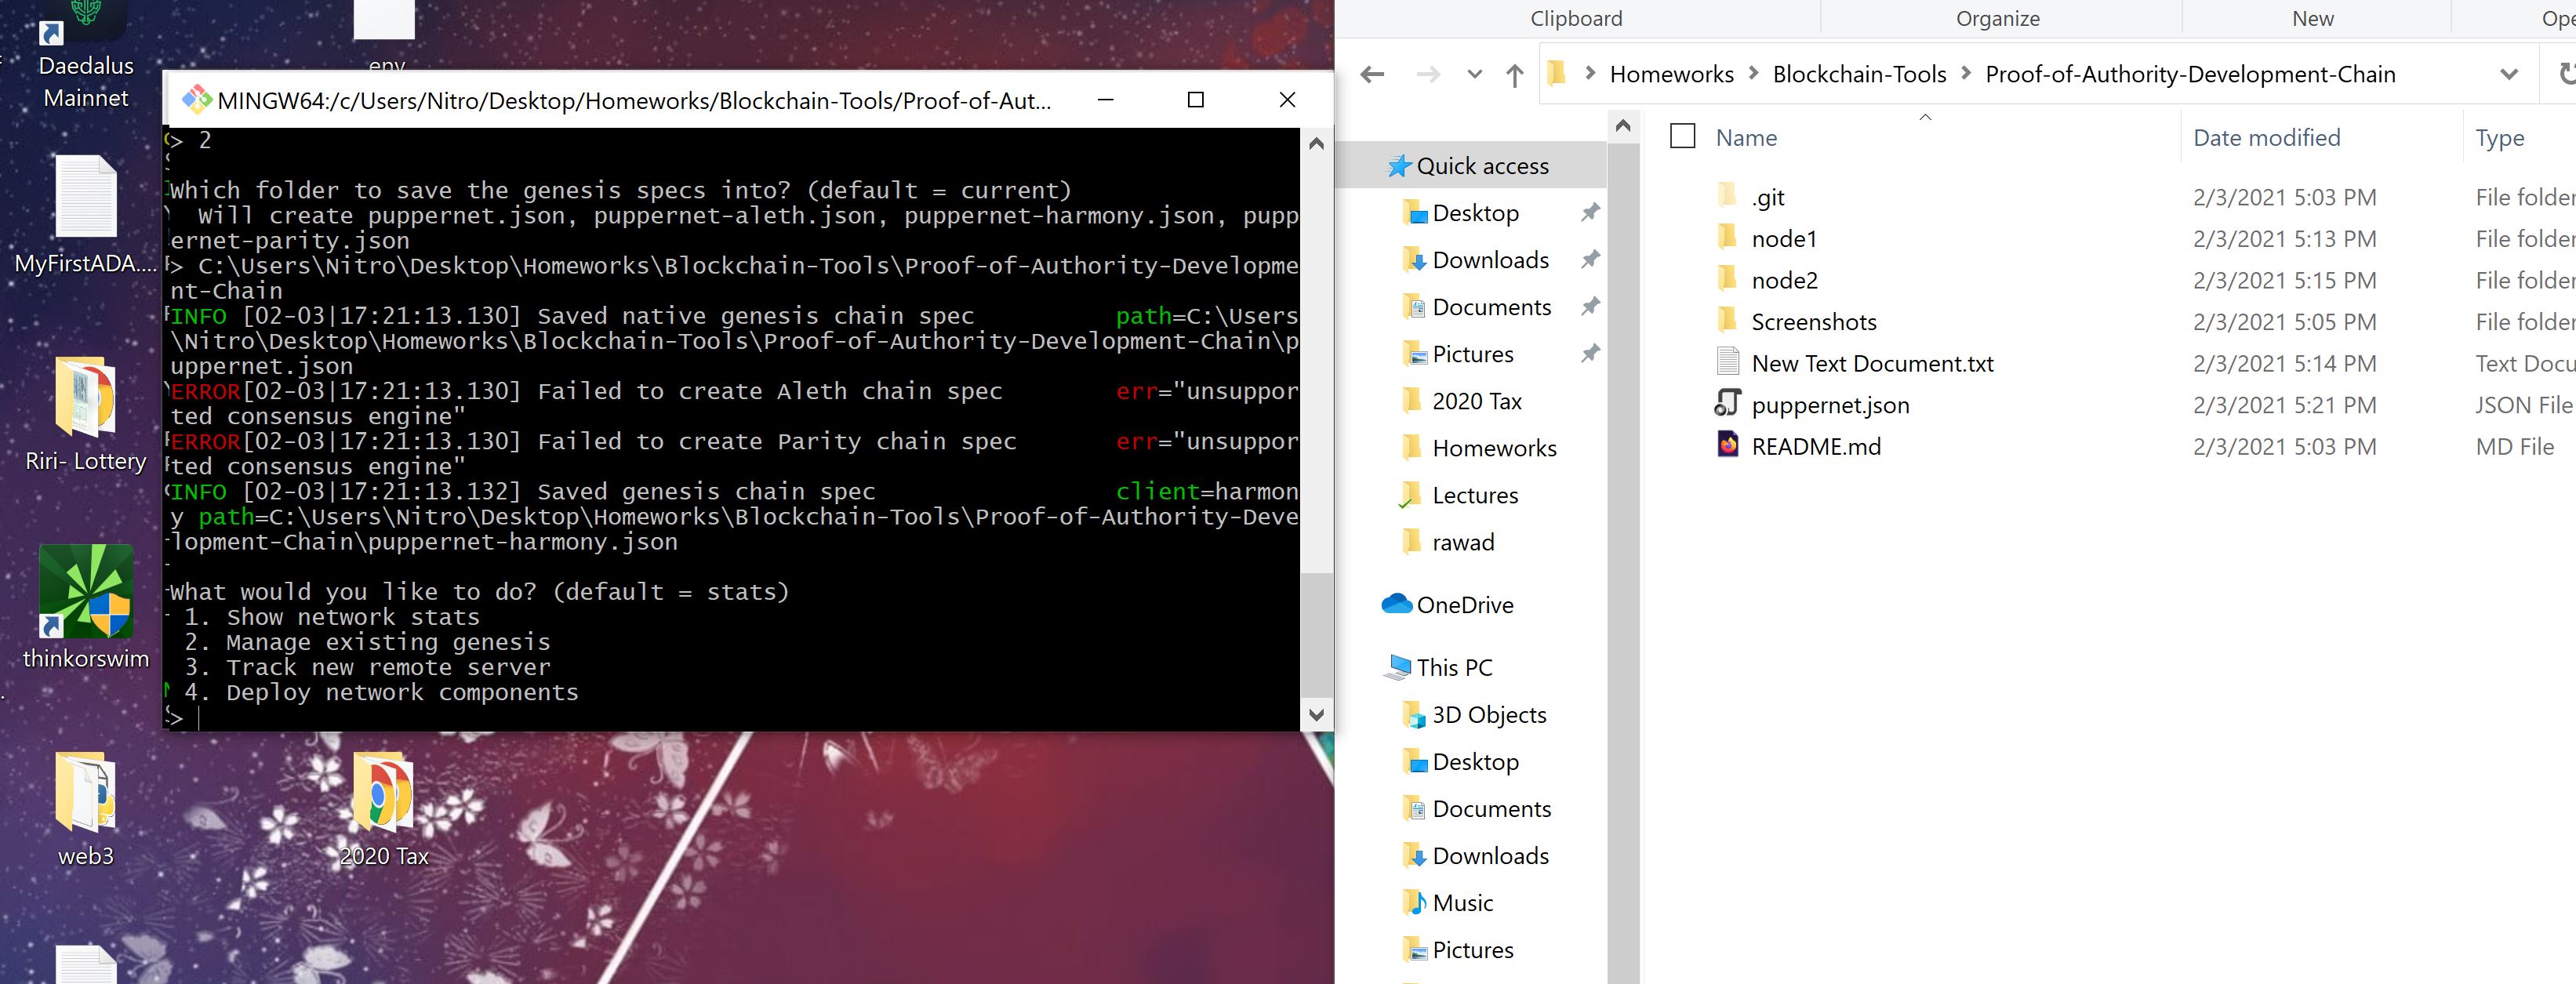 Daedalus
Mainnet
env
MyFirstADA....
Riri- Lottery
thinkorswim
web3
2020 Tax
MINGW64:/c/Users/Nitro/Desktop/Homeworks/Blockchain-Tools/Proof-of-Aut...
> 2
Which folder to save the genesis specs into? (default = current)
Will create puppernet.json, puppernet-aleth.json, puppernet-harmony.json, pupp
ernet-parity.json
> C:\Users\Nitro\Desktop\Homeworks\Blockchain-Tools\Proof-of-Authority-Developme
nt-Chain
INFO [02-03|17:21:13.130] Saved native genesis chain spec path=C:\Users
\Nitro\Desktop\Homeworks\Blockchain-Tools\Proof-of-Authority-Development-Chain\p
uppernet.json
ERROR[02-03|17:21:13.130] Failed to create Aleth chain spec err="unsuppor
ted consensus engine"
ERROR[02-03|17:21:13.130] Failed to create Parity chain spec err="unsuppor
ted consensus engine"
INFO [02-03|17:21:13.132] Saved genesis chain spec client=harmon
y path=C:\Users\Nitro\Desktop\Homeworks\Blockchain-Tools\Proof-of-Authority-Deve
lopment-Chain\puppernet-harmony.json
What would you like to do? (default = stats)
1. Show network stats
2. Manage existing genesis
3. Track new remote server
4. Deploy network components
>
Clipboard Organize New
Homeworks > Blockchain-Tools > Proof-of-Authority-Development-Chain
Quick access
Desktop
Downloads
Documents
Pictures
2020 Tax
Homeworks
Lectures
rawad
OneDrive
This PC
3D Objects
Desktop
Documents
Downloads
Music
Pictures
Name Date modified Type
.git 2/3/2021 5:03 PM File folder
node1 2/3/2021 5:13 PM File folder
node2 2/3/2021 5:15 PM File folder
Screenshots 2/3/2021 5:05 PM File folder
New Text Document.txt 2/3/2021 5:14 PM Text Docu
puppernet.json 2/3/2021 5:21 PM JSON File
README.md 2/3/2021 5:03 PM MD File